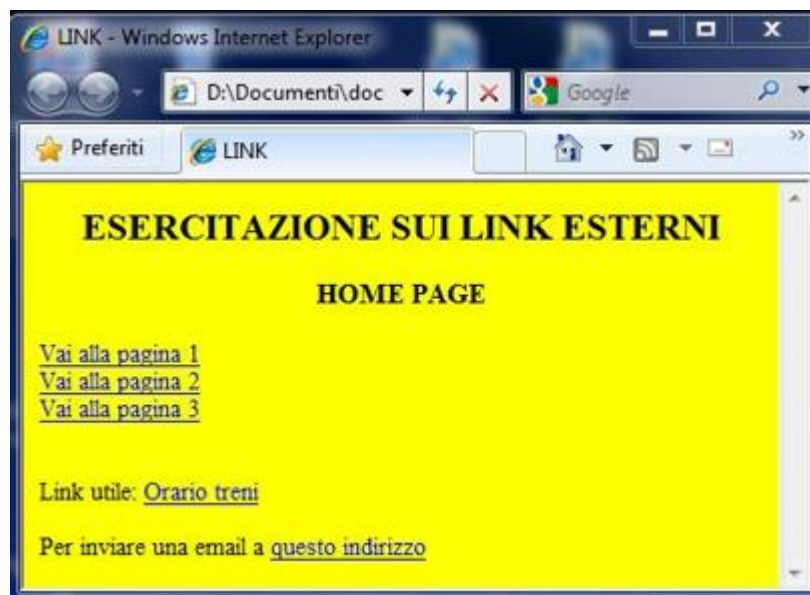 LINK - Windows Internet Explorer
D:\Documenti\doc
Google
Preferiti
LINK
ESERCITAZIONE SUI LINK ESTERNI
HOME PAGE
Vai alla pagina 1
Vai alla pagina 2
Vai alla pagina 3
Link utile: Orario treni
Per inviare una email a questo indirizzo